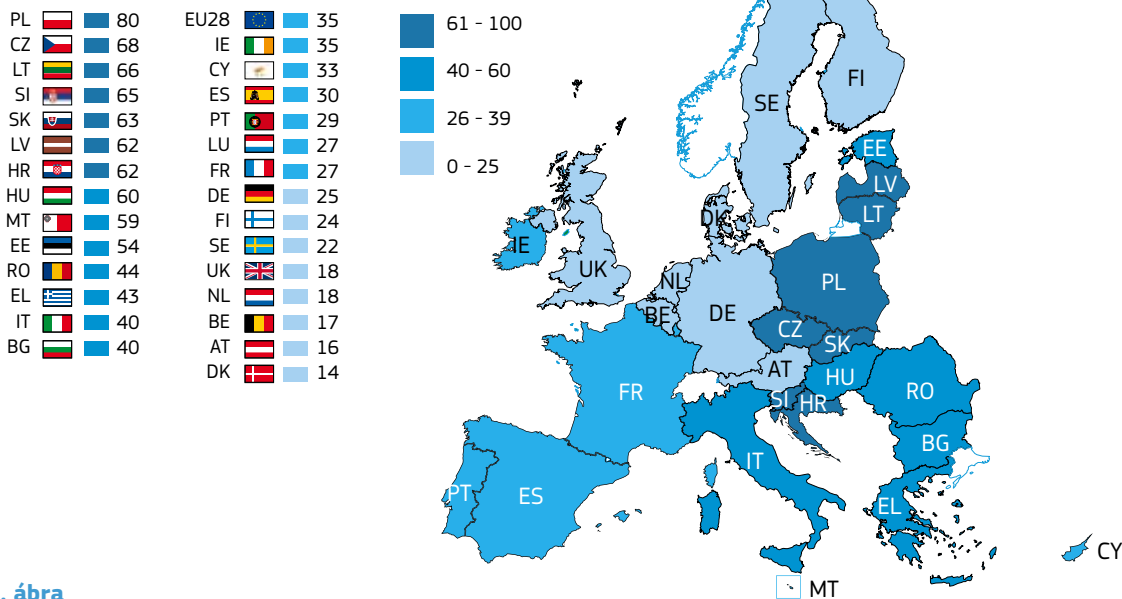 PL 80
CZ 68
LT 66
SI 65
SK 63
LV 62
HR 62
HU 60
MT 59
EE 54
RO 44
EL 43
IT 40
BG 40
EU28 35
IE 35
CY 33
ES 30
PT 29
LU 27
FR 27
DE 25
FI 24
SE 22
UK 18
NL 18
BE 17
AT 16
DK 14
61 - 100
40 - 60
26 - 39
0 - 25
FI
SE
EE
LV
LT
DK
IE
UK
NL
PL
BE
DE
CZ
SK
AT
HU
FR
SI
HR
RO
BG
IT
PT
ES
EL
CY
MT
. ábra